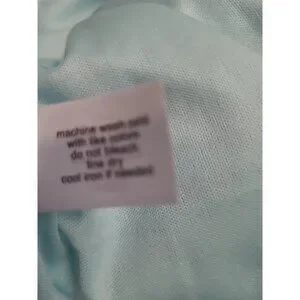 machine wash cold
with like colors
do not bleach
line dry
cool iron if needed